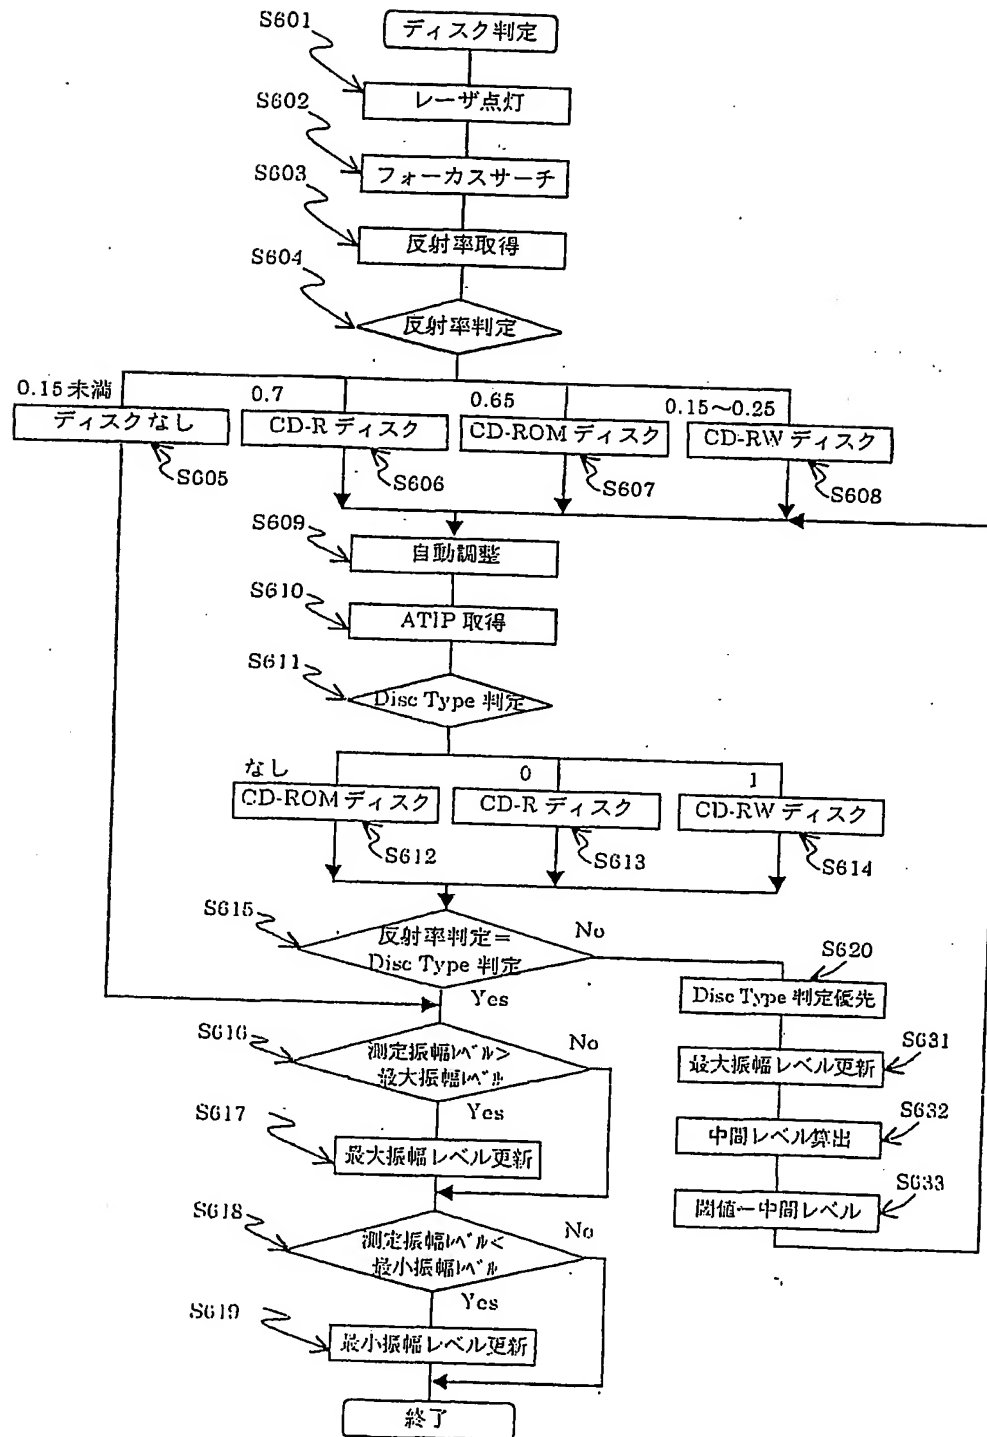 S601
ディスク判定
レーザ点灯
S602
フォーカスサーチ
S603
反射率取得
S604
反射率判定
0.15未満
0.7
0.65
0.15～0.25
ディスクなし
CD-R ディスク
CD-ROM ディスク
CD-RW ディスク
S605
S606
S607
S608
S609
自動調整
S610
ATIP 取得
S611
Disc Type 判定
なし
0
1
CD-ROM ディスク
CD-R ディスク
CD-RW ディスク
S612
S613
S614
S615
反射率判定＝
Disc Type 判定
No
Yes
S620
Disc Type 判定優先
S631
最大振幅レベル更新
S632
中間レベル算出
S633
閾値ー中間レベル
S616
測定振幅レベル＞
最大振幅レベル
No
Yes
S617
最大振幅レベル更新
S618
測定振幅レベル＜
最小振幅レベル
No
Yes
S619
最小振幅レベル更新
終了